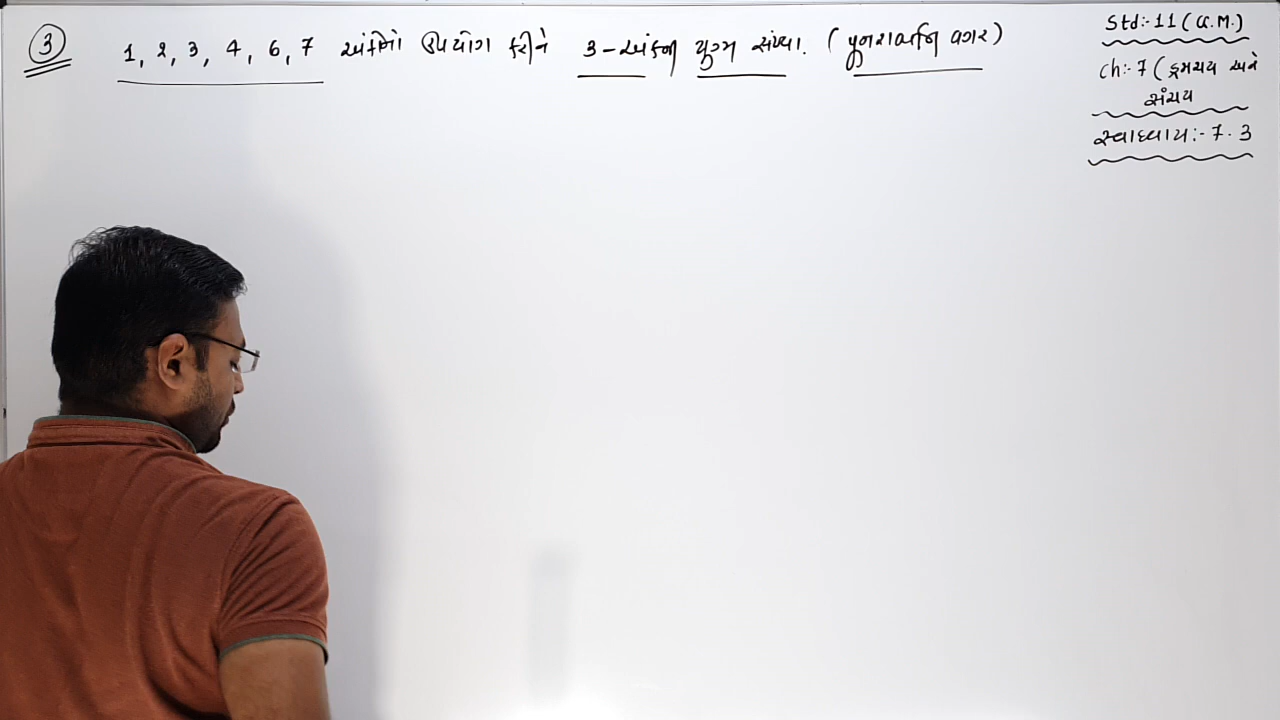 ③ 1, 2, 3, 4, 6, 7 અંકોનો ઉપયોગ કરીને 3-અંકની યુગ્મ સંખ્યા. (પુનરાવર્તન વગર)
Std:- 11 (G.M.)
ch:- 7 (ક્રમચય અને
સંચય
સ્વાધ્યાય:- 7.3